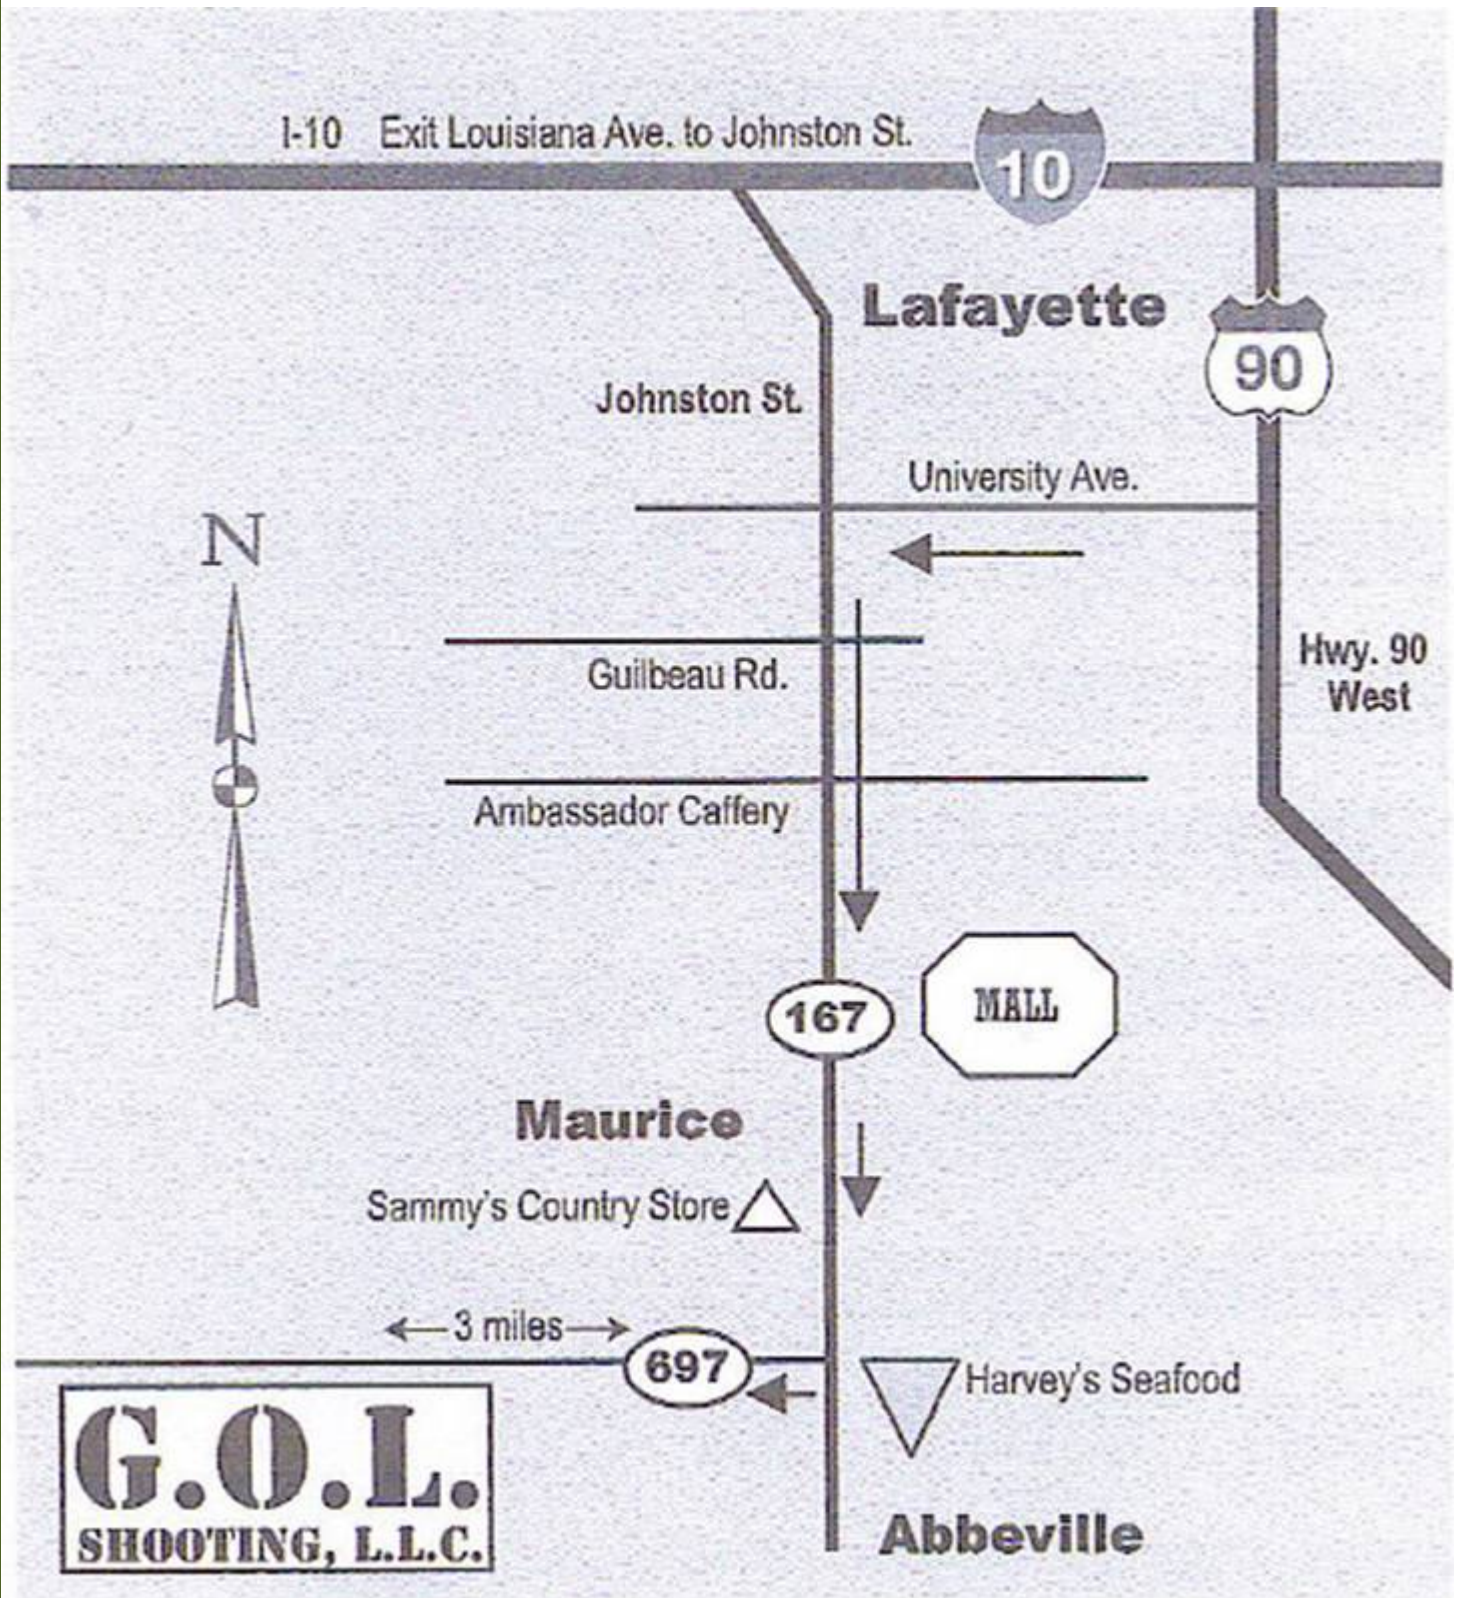 I-10 Exit Louisiana Ave. to Johnston St.
10
Lafayette
90
Johnston St.
University Ave.
N
Guilbeau Rd.
Hwy. 90
West
Ambassador Caffery
167
MALL
Maurice
Sammy's Country Store
3 miles
697
Harvey's Seafood
G.O.L.
SHOOTING, L.L.C.
Abbeville